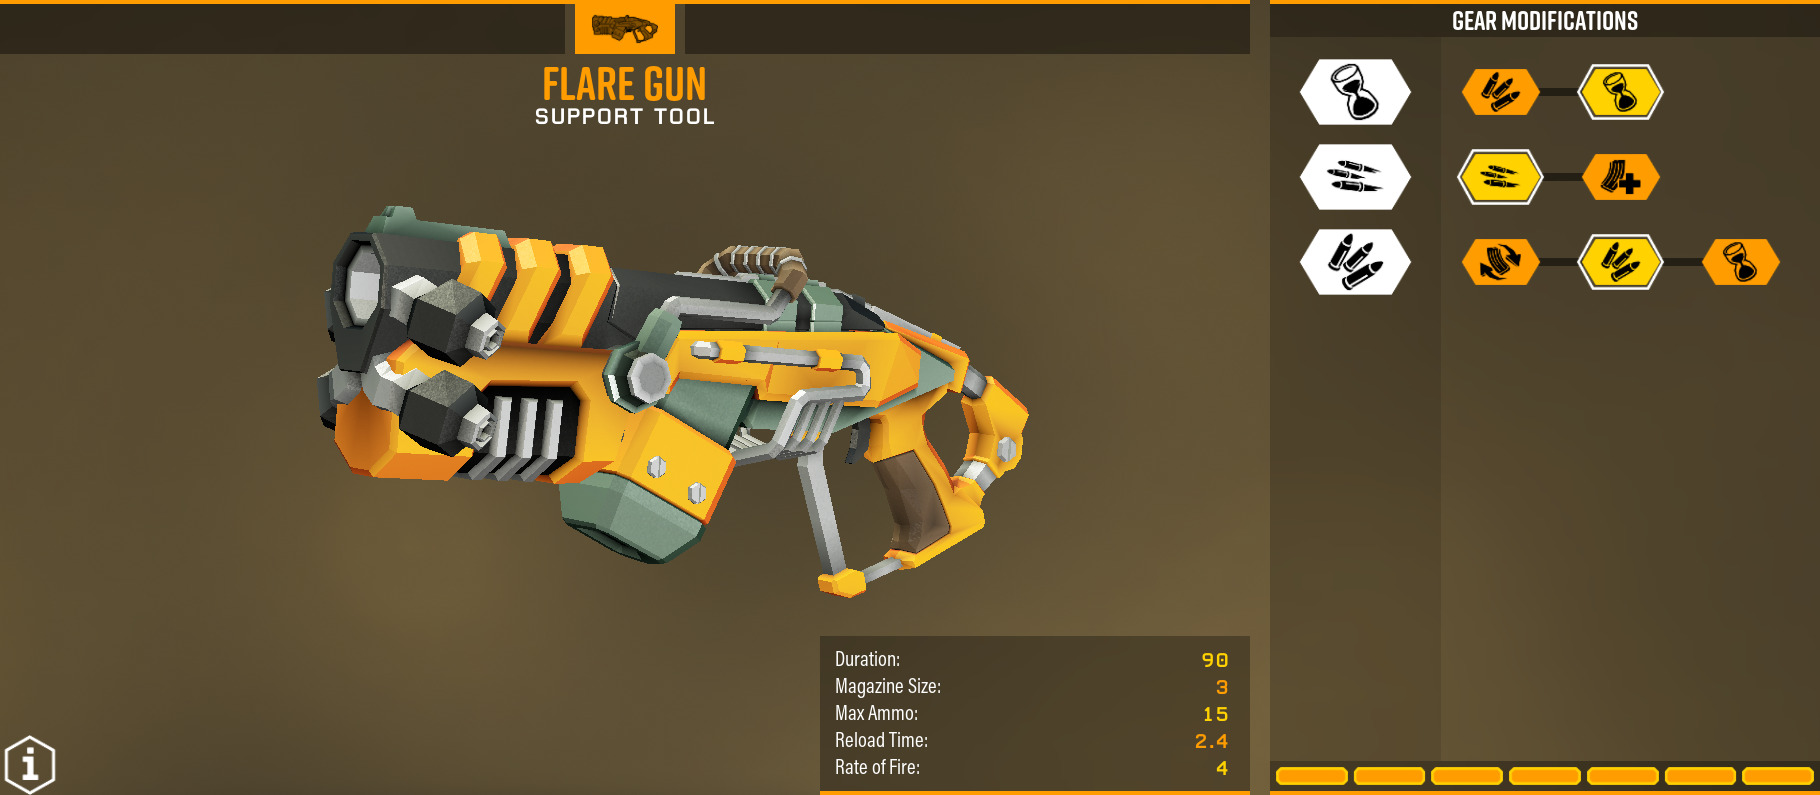 GEAR MODIFICATIONS
FLARE GUN
SUPPORT TOOL
Duration: 90
Magazine Size: 3
Max Ammo: 15
Reload Time: 2.4
Rate of Fire: 4